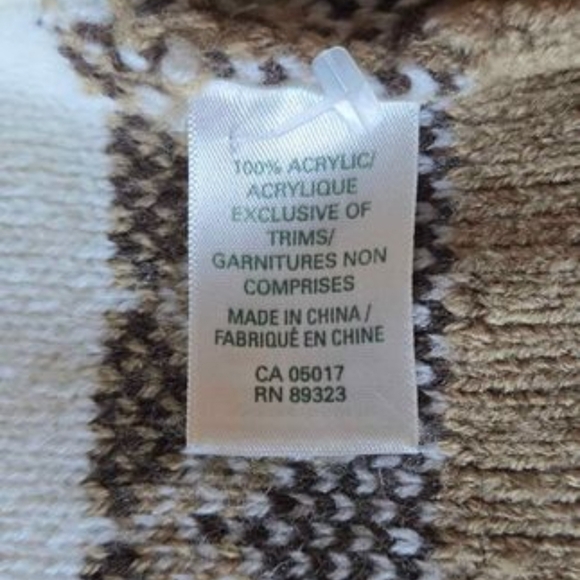 100% ACRYLIC/
ACRYLIQUE
EXCLUSIVE OF
TRIMS/
GARNITURES NON
COMPRISES
MADE IN CHINA /
FABRIQUÉ EN CHINE
CA 05017
RN 89323